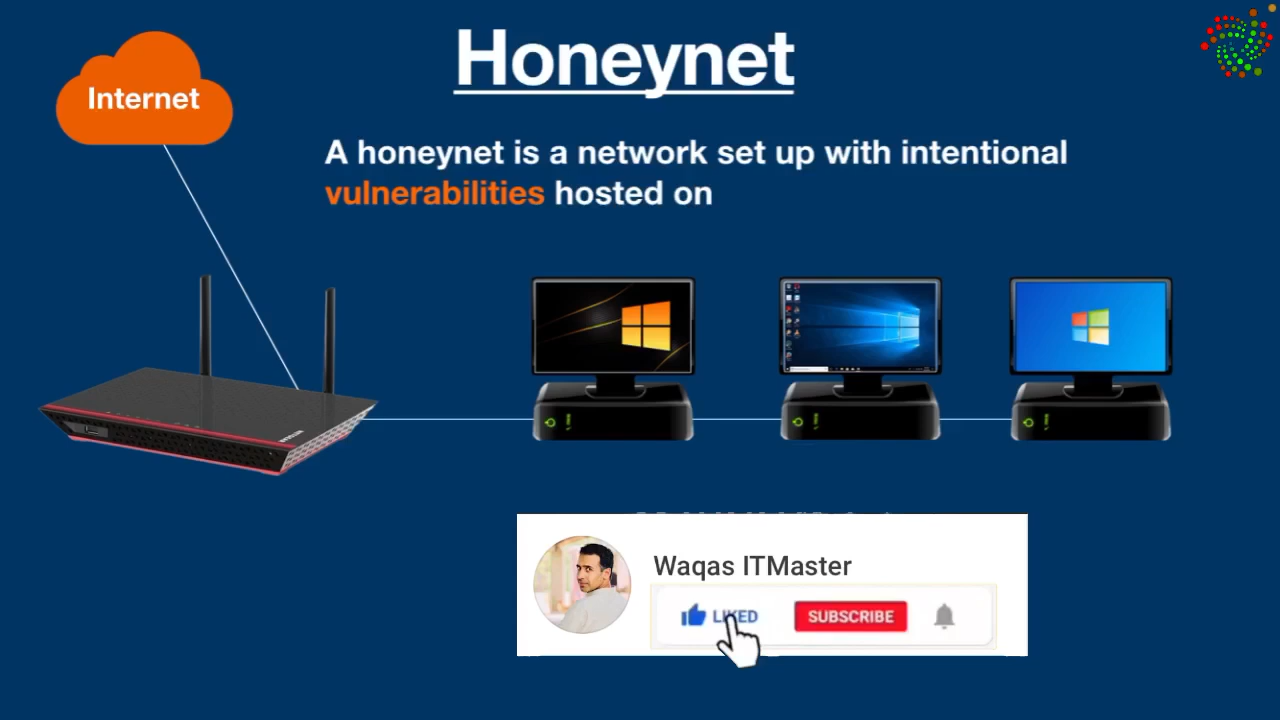 Internet
Honeynet
A honeynet is a network set up with intentional
vulnerabilities hosted on
Waqas ITMaster
LIKED
SUBSCRIBE